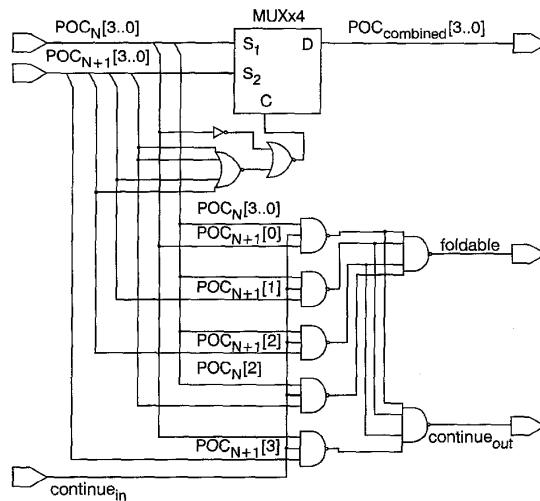 MUXx4
POC_N[3..0]
S_1
D
POC_combined[3..0]
POC_N+1[3..0]
S_2
C
POC_N[3..0]
POC_N+1[0]
foldable
POC_N+1[1]
POC_N+1[2]
POC_N[2]
continue_out
POC_N+1[3]
continue_in